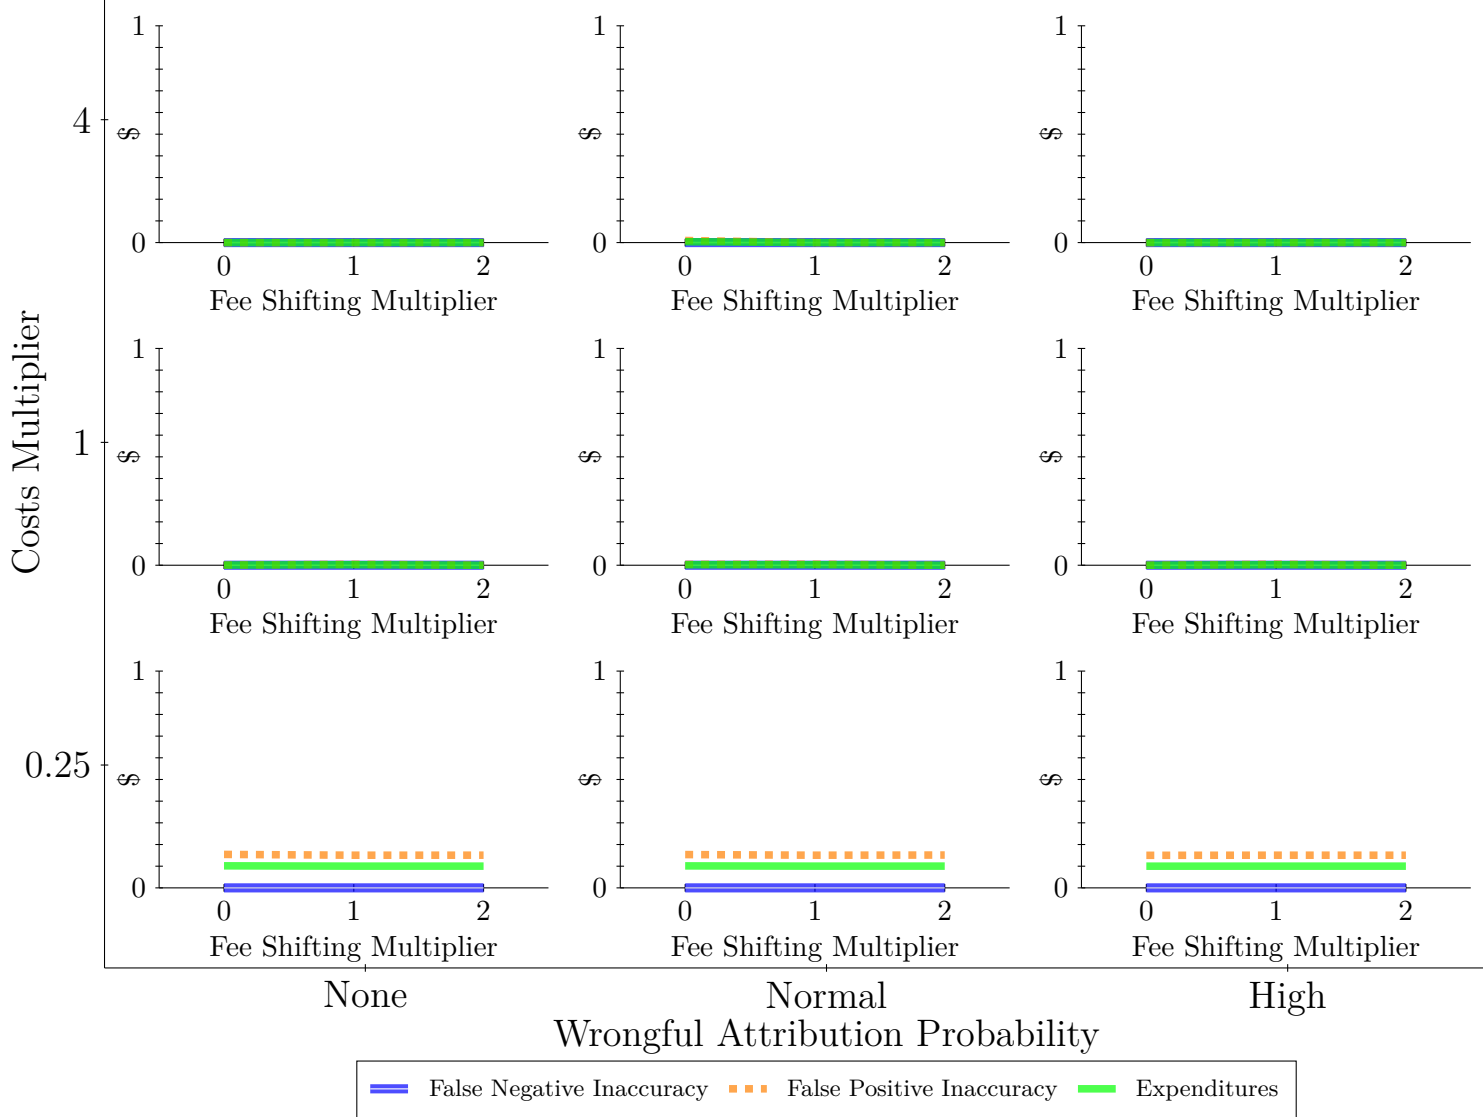 Costs Multiplier
4
1
$
0
0 1 2
Fee Shifting Multiplier
1
$
0
0 1 2
Fee Shifting Multiplier
1
$
0
0 1 2
Fee Shifting Multiplier
1
1
$
0
0 1 2
Fee Shifting Multiplier
1
$
0
0 1 2
Fee Shifting Multiplier
1
$
0
0 1 2
Fee Shifting Multiplier
0.25
1
$
0
0 1 2
Fee Shifting Multiplier
1
$
0
0 1 2
Fee Shifting Multiplier
1
$
0
0 1 2
Fee Shifting Multiplier
None Normal High
Wrongful Attribution Probability
False Negative Inaccuracy False Positive Inaccuracy Expenditures